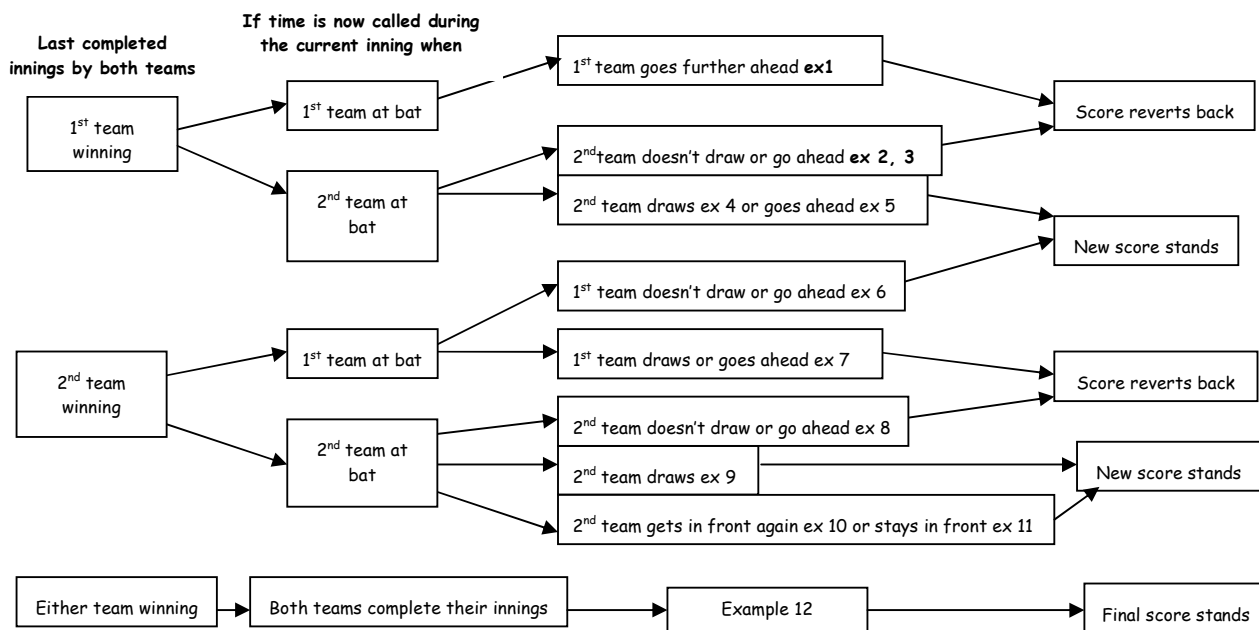 If time is now called during
the current inning when
Last completed
innings by both teams
1st team goes further ahead ex1
1st team at bat
Score reverts back
1st team
winning
2ndteam doesn't draw or go ahead ex 2, 3
2nd team at
bat
2nd team draws ex 4 or goes ahead ex 5
New score stands
1st team doesn't draw or go ahead ex 6
1st team at bat
1st team draws or goes ahead ex 7
2nd team
winning
Score reverts back
2nd team doesn't draw or go ahead ex 8
2nd team at
bat
2nd team draws ex 9
New score stands
2nd team gets in front again ex 10 or stays in front ex 11
Either team winning
Both teams complete their innings
Example 12
Final score stands